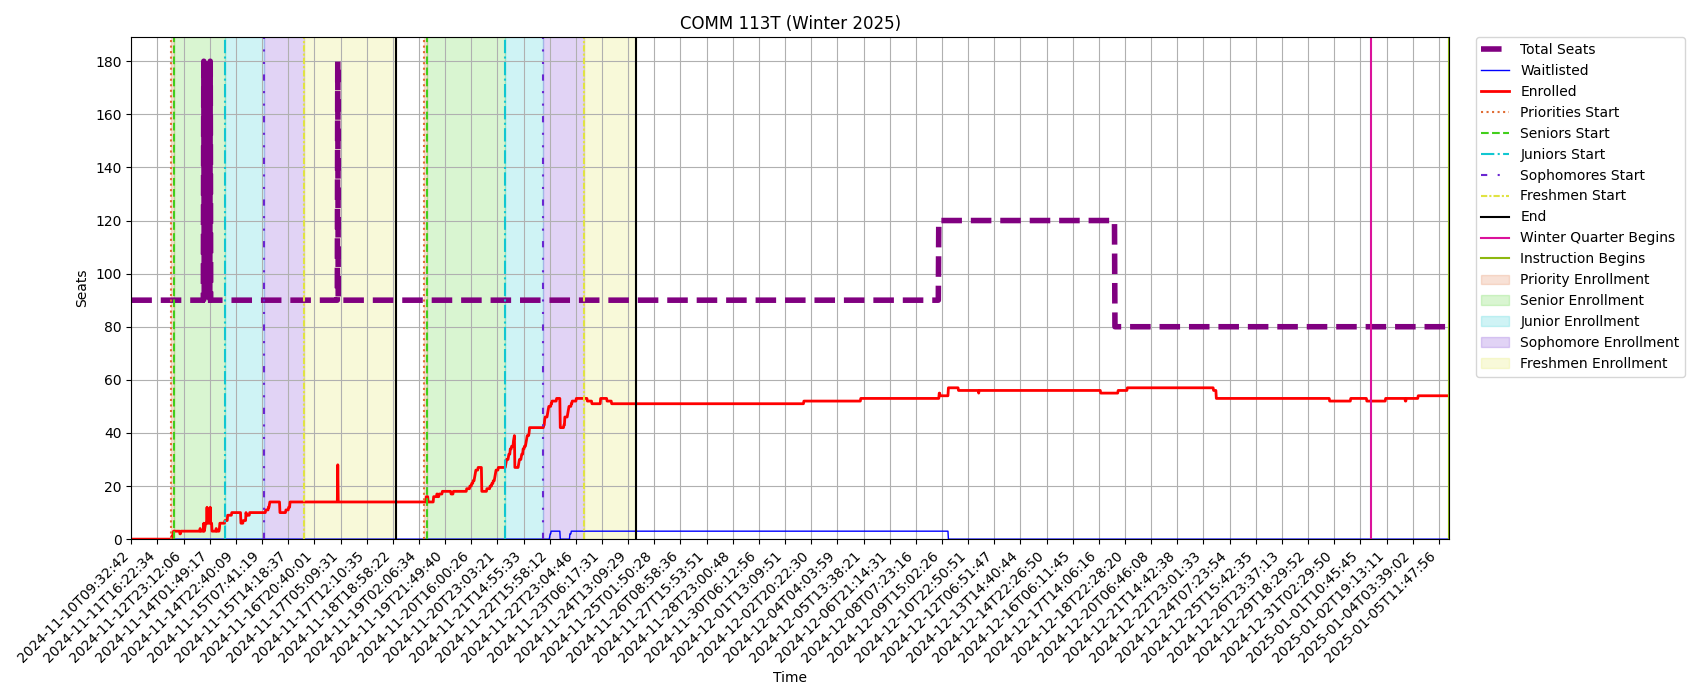 COMM 113T (Winter 2025)
Seats
180
160
140
120
100
80
60
40
20
0
2024-11-10T09:32:42
2024-11-11T16:22:34
2024-11-12T23:12:06
2024-11-14T01:49:17
2024-11-14T22:40:09
2024-11-15T07:41:19
2024-11-15T14:18:37
2024-11-16T20:40:01
2024-11-17T05:09:31
2024-11-17T12:10:35
2024-11-18T18:58:22
2024-11-19T02:06:34
2024-11-19T21:49:40
2024-11-20T16:00:26
2024-11-20T23:03:21
2024-11-21T14:55:33
2024-11-22T15:58:12
2024-11-22T23:04:46
2024-11-23T06:17:31
2024-11-24T13:09:29
2024-11-25T01:50:28
2024-11-26T08:58:36
2024-11-27T15:53:51
2024-11-28T23:00:48
2024-11-30T06:12:56
2024-12-01T13:09:51
2024-12-02T20:22:30
2024-12-04T04:03:59
2024-12-05T13:38:21
2024-12-06T21:14:31
2024-12-08T07:23:16
2024-12-09T15:02:26
2024-12-10T22:50:51
2024-12-12T06:51:47
2024-12-13T14:40:44
2024-12-14T22:26:50
2024-12-16T06:11:45
2024-12-17T14:06:16
2024-12-18T22:28:20
2024-12-20T06:46:08
2024-12-21T14:42:38
2024-12-22T23:01:33
2024-12-24T07:23:54
2024-12-25T15:42:35
2024-12-26T23:37:13
2024-12-29T18:29:52
2024-12-31T02:29:50
2025-01-01T10:45:45
2025-01-02T19:13:11
2025-01-04T03:39:02
2025-01-05T11:47:56
Time
Total Seats
Waitlisted
Enrolled
Priorities Start
Seniors Start
Juniors Start
Sophomores Start
Freshmen Start
End
Winter Quarter Begins
Instruction Begins
Priority Enrollment
Senior Enrollment
Junior Enrollment
Sophomore Enrollment
Freshmen Enrollment